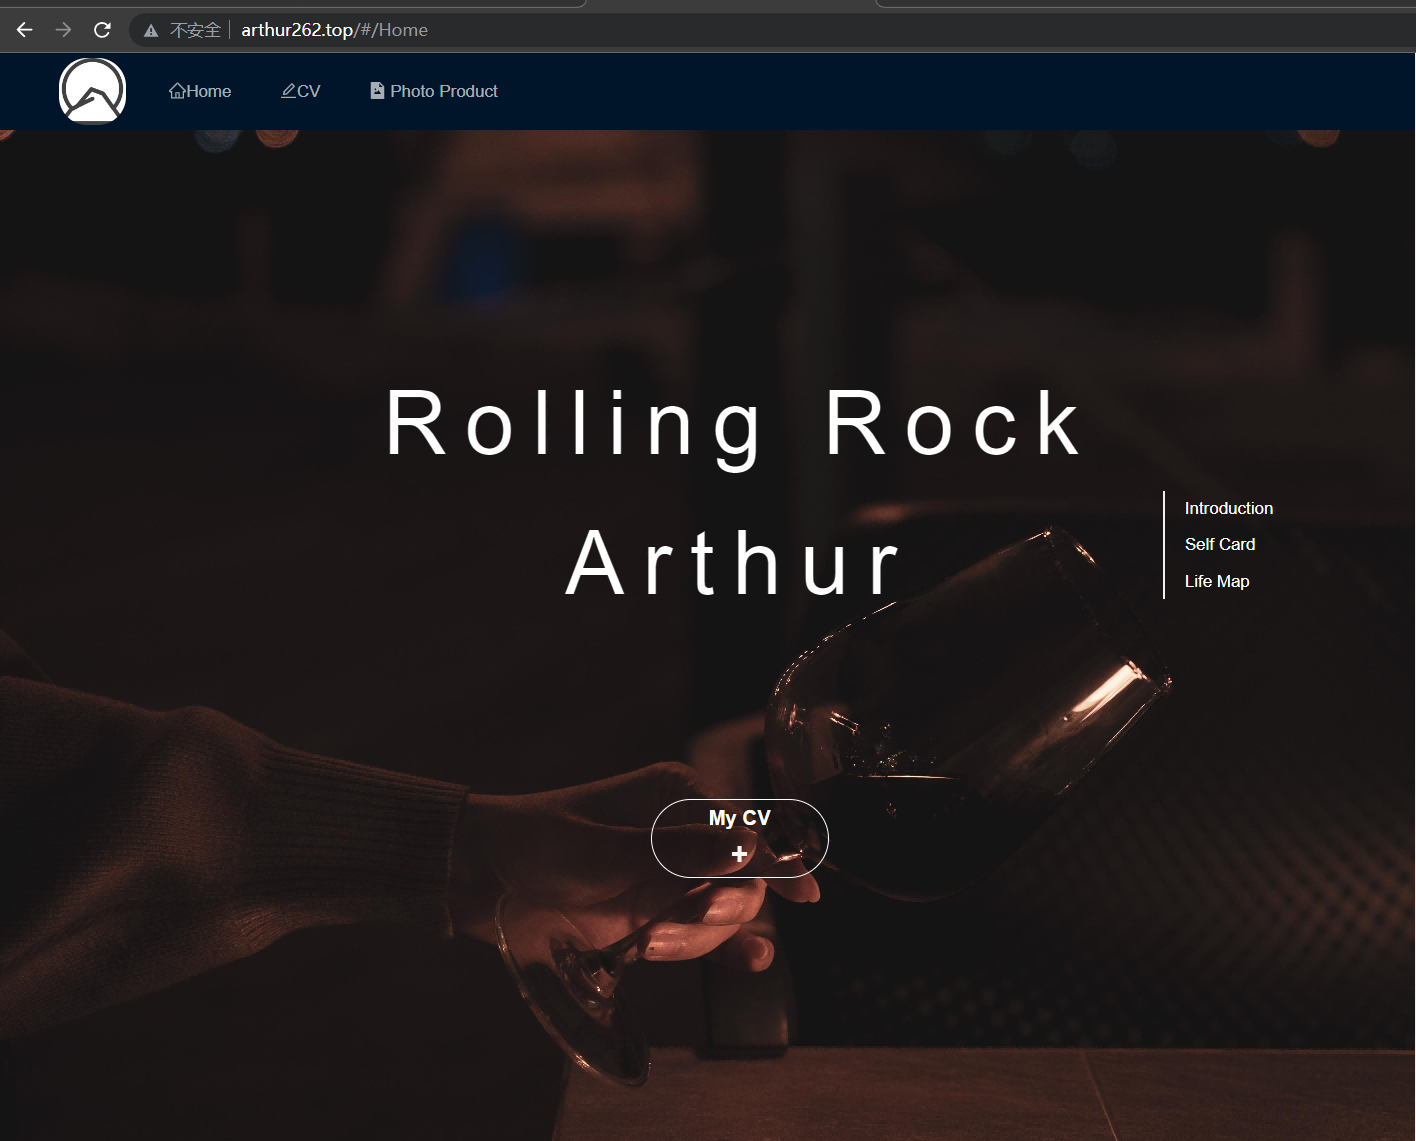 不安全 arthur262.top/#/Home
Home CV Photo Product
Rolling Rock
Arthur
Introduction
Self Card
Life Map
My CV
+